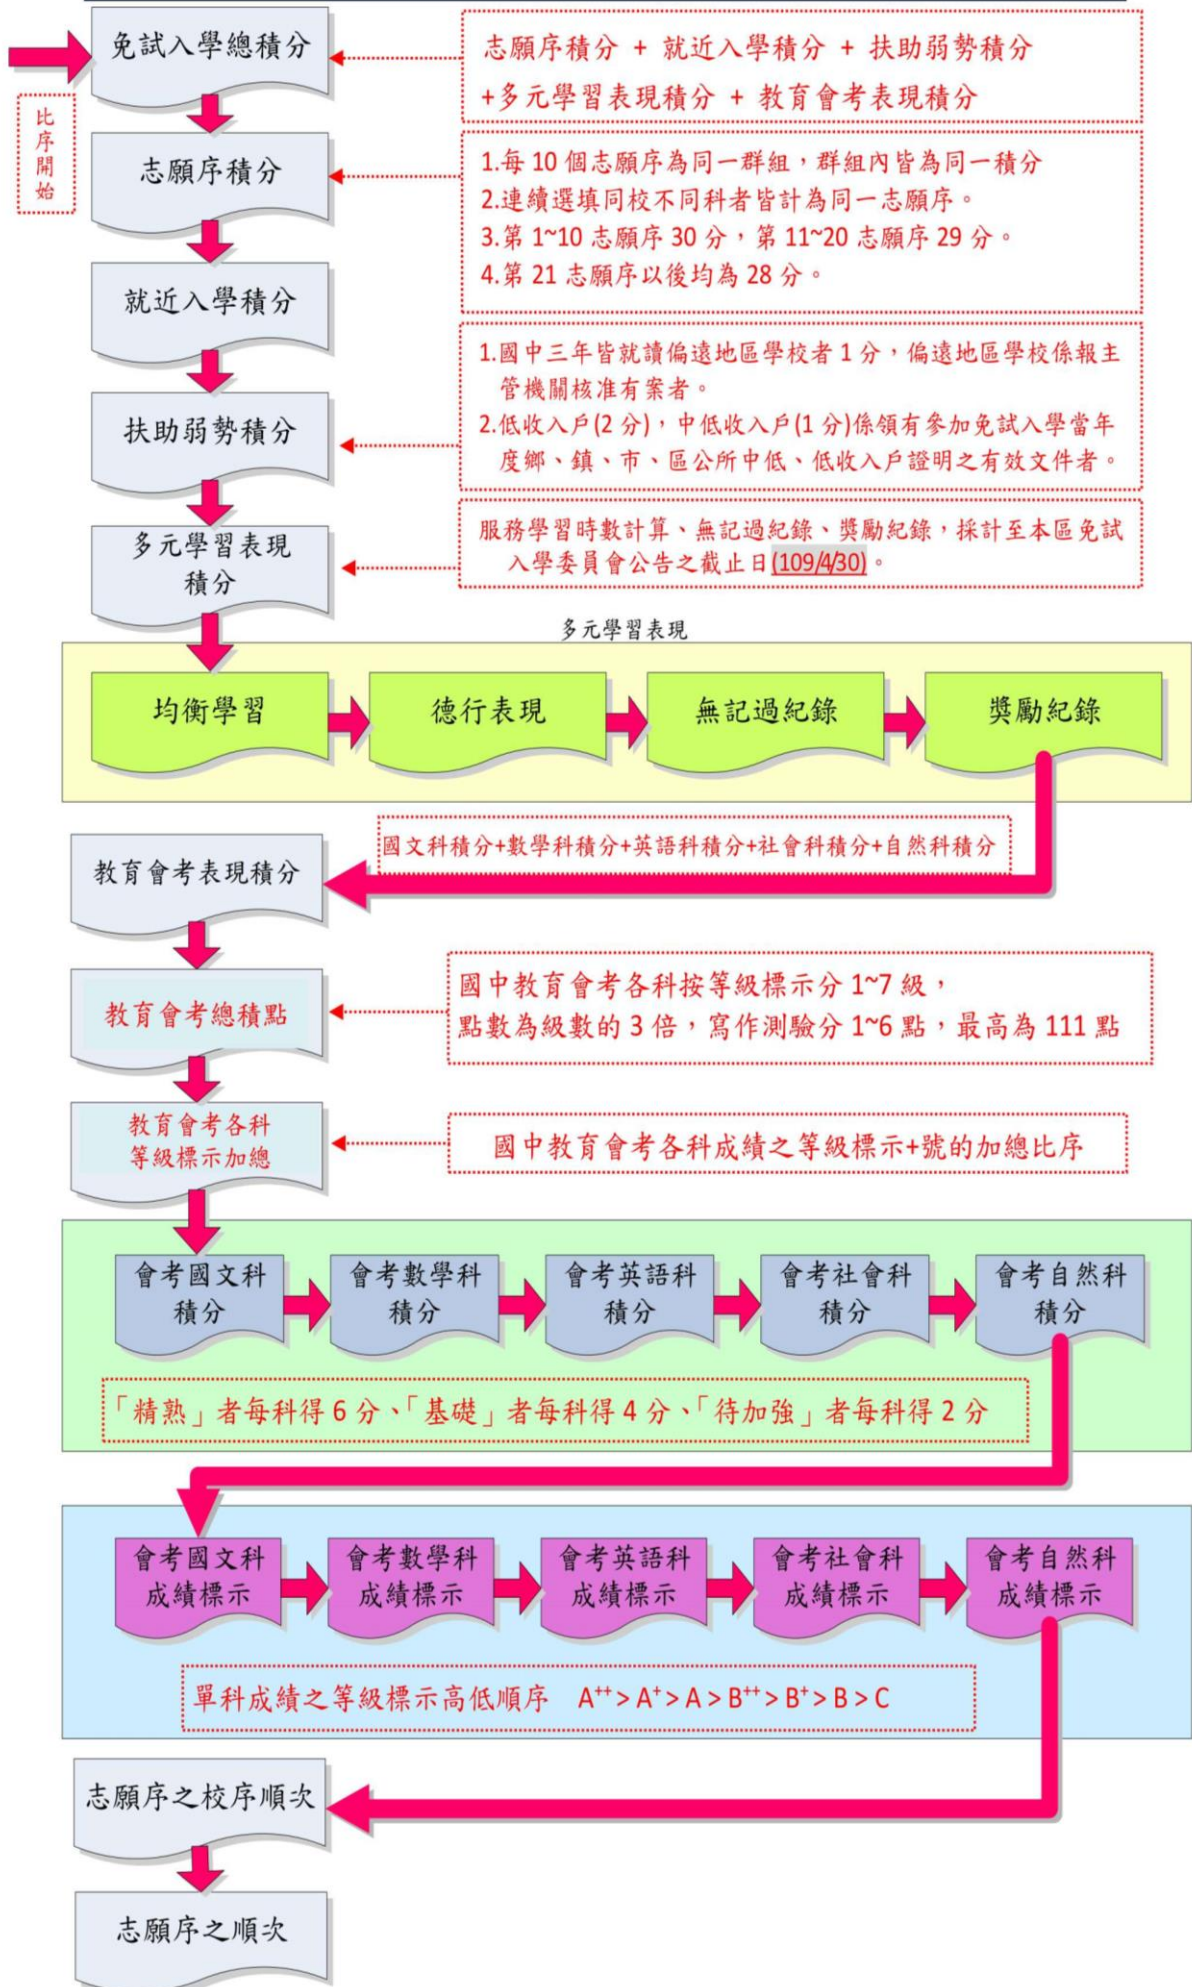 免試入學總積分
志願序積分 + 就近入學積分 + 扶助弱勢積分
+多元學習表現積分 + 教育會考表現積分
比序開始
志願序積分
1.每 10 個志願序為同一群組，群組內皆為同一積分
2.連續選填同校不同科者皆計為同一志願序。
3.第 1~10 志願序 30 分，第 11~20 志願序 29 分。
4.第 21 志願序以後均為 28 分。
就近入學積分
1.國中三年皆就讀偏遠地區學校者 1 分，偏遠地區學校係報主
管機關核准有案者。
2.低收入戶(2 分)，中低收入戶(1 分)係領有參加免試入學當年
度鄉、鎮、市、區公所中低、低收入戶證明之有效文件者。
扶助弱勢積分
多元學習表現
積分
服務學習時數計算、無記過紀錄、獎勵紀錄，採計至本區免試
入學委員會公告之截止日(109/4/30)。
多元學習表現
均衡學習
德行表現
無記過紀錄
獎勵紀錄
國文科積分+數學科積分+英語科積分+社會科積分+自然科積分
教育會考表現積分
教育會考總積點
國中教育會考各科按等級標示分 1~7 級，
點數為級數的 3 倍，寫作測驗分 1~6 點，最高為 111 點
教育會考各科
等級標示加總
國中教育會考各科成績之等級標示+號的加總比序
會考國文科
積分
會考數學科
積分
會考英語科
積分
會考社會科
積分
會考自然科
積分
「精熟」者每科得 6 分、「基礎」者每科得 4 分、「待加強」者每科得 2 分
會考國文科
成績標示
會考數學科
成績標示
會考英語科
成績標示
會考社會科
成績標示
會考自然科
成績標示
單科成績之等級標示高低順序 A⁺⁺ > A⁺ > A > B⁺⁺ > B⁺ > B > C
志願序之校序順次
志願序之順次